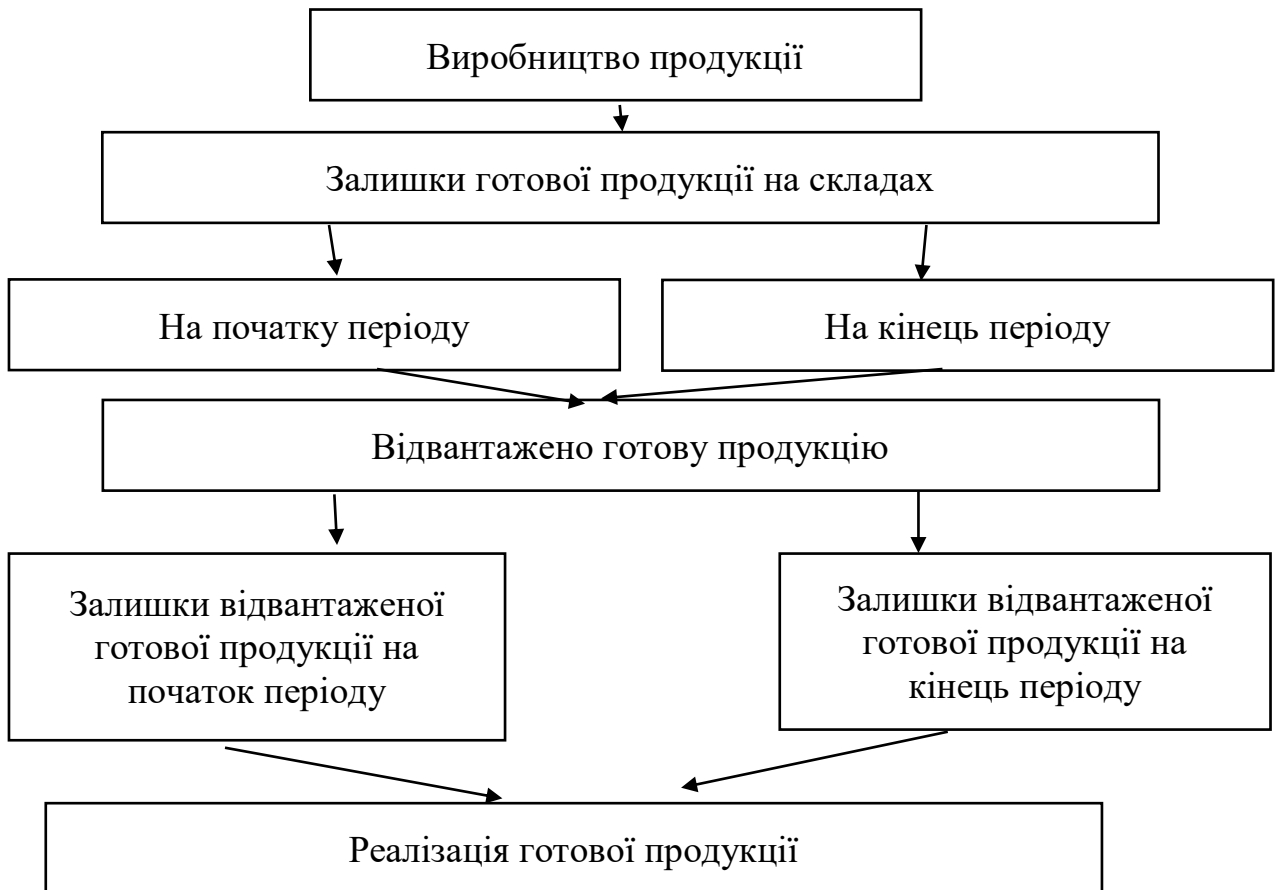 Виробництво продукції
Залишки готової продукції на складах
На початку періоду
На кінець періоду
Відвантажено готову продукцію
Залишки відвантаженої
готової продукції на
початок періоду
Залишки відвантаженої
готової продукції на
кінець періоду
Реалізація готової продукції